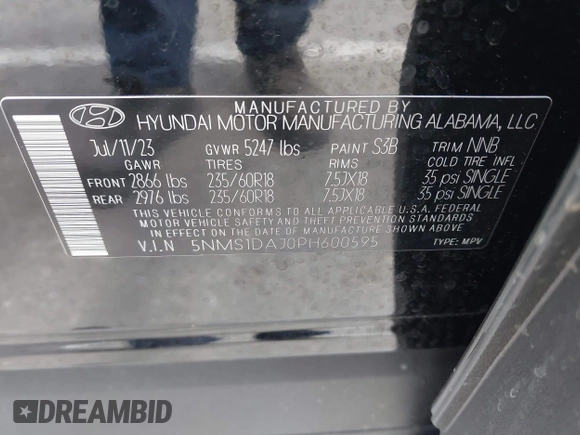 MANUFACTURED BY
HYUNDAI MOTOR MANUFACTURING ALABAMA, LLC
Jul/11/23 GVWR 5247 lbs PAINT S3B TRIM NNB
GAWR TIRES RIMS COLD TIRE INFL
FRONT 2866 lbs 235/60R18 7.5JX18 35 psi SINGLE
REAR 2976 lbs 235/60R18 7.5JX18 35 psi SINGLE
THIS VEHICLE CONFORMS TO ALL APPLICABLE U.S.A. FEDERAL
MOTOR VEHICLE SAFETY AND THEFT PREVENTION STANDARDS
IN EFFECT ON THE DATE OF MANUFACTURE SHOWN ABOVE.
V.I.N 5NMS1DAJ0PH600595 TYPE: MPV
DREAMBID